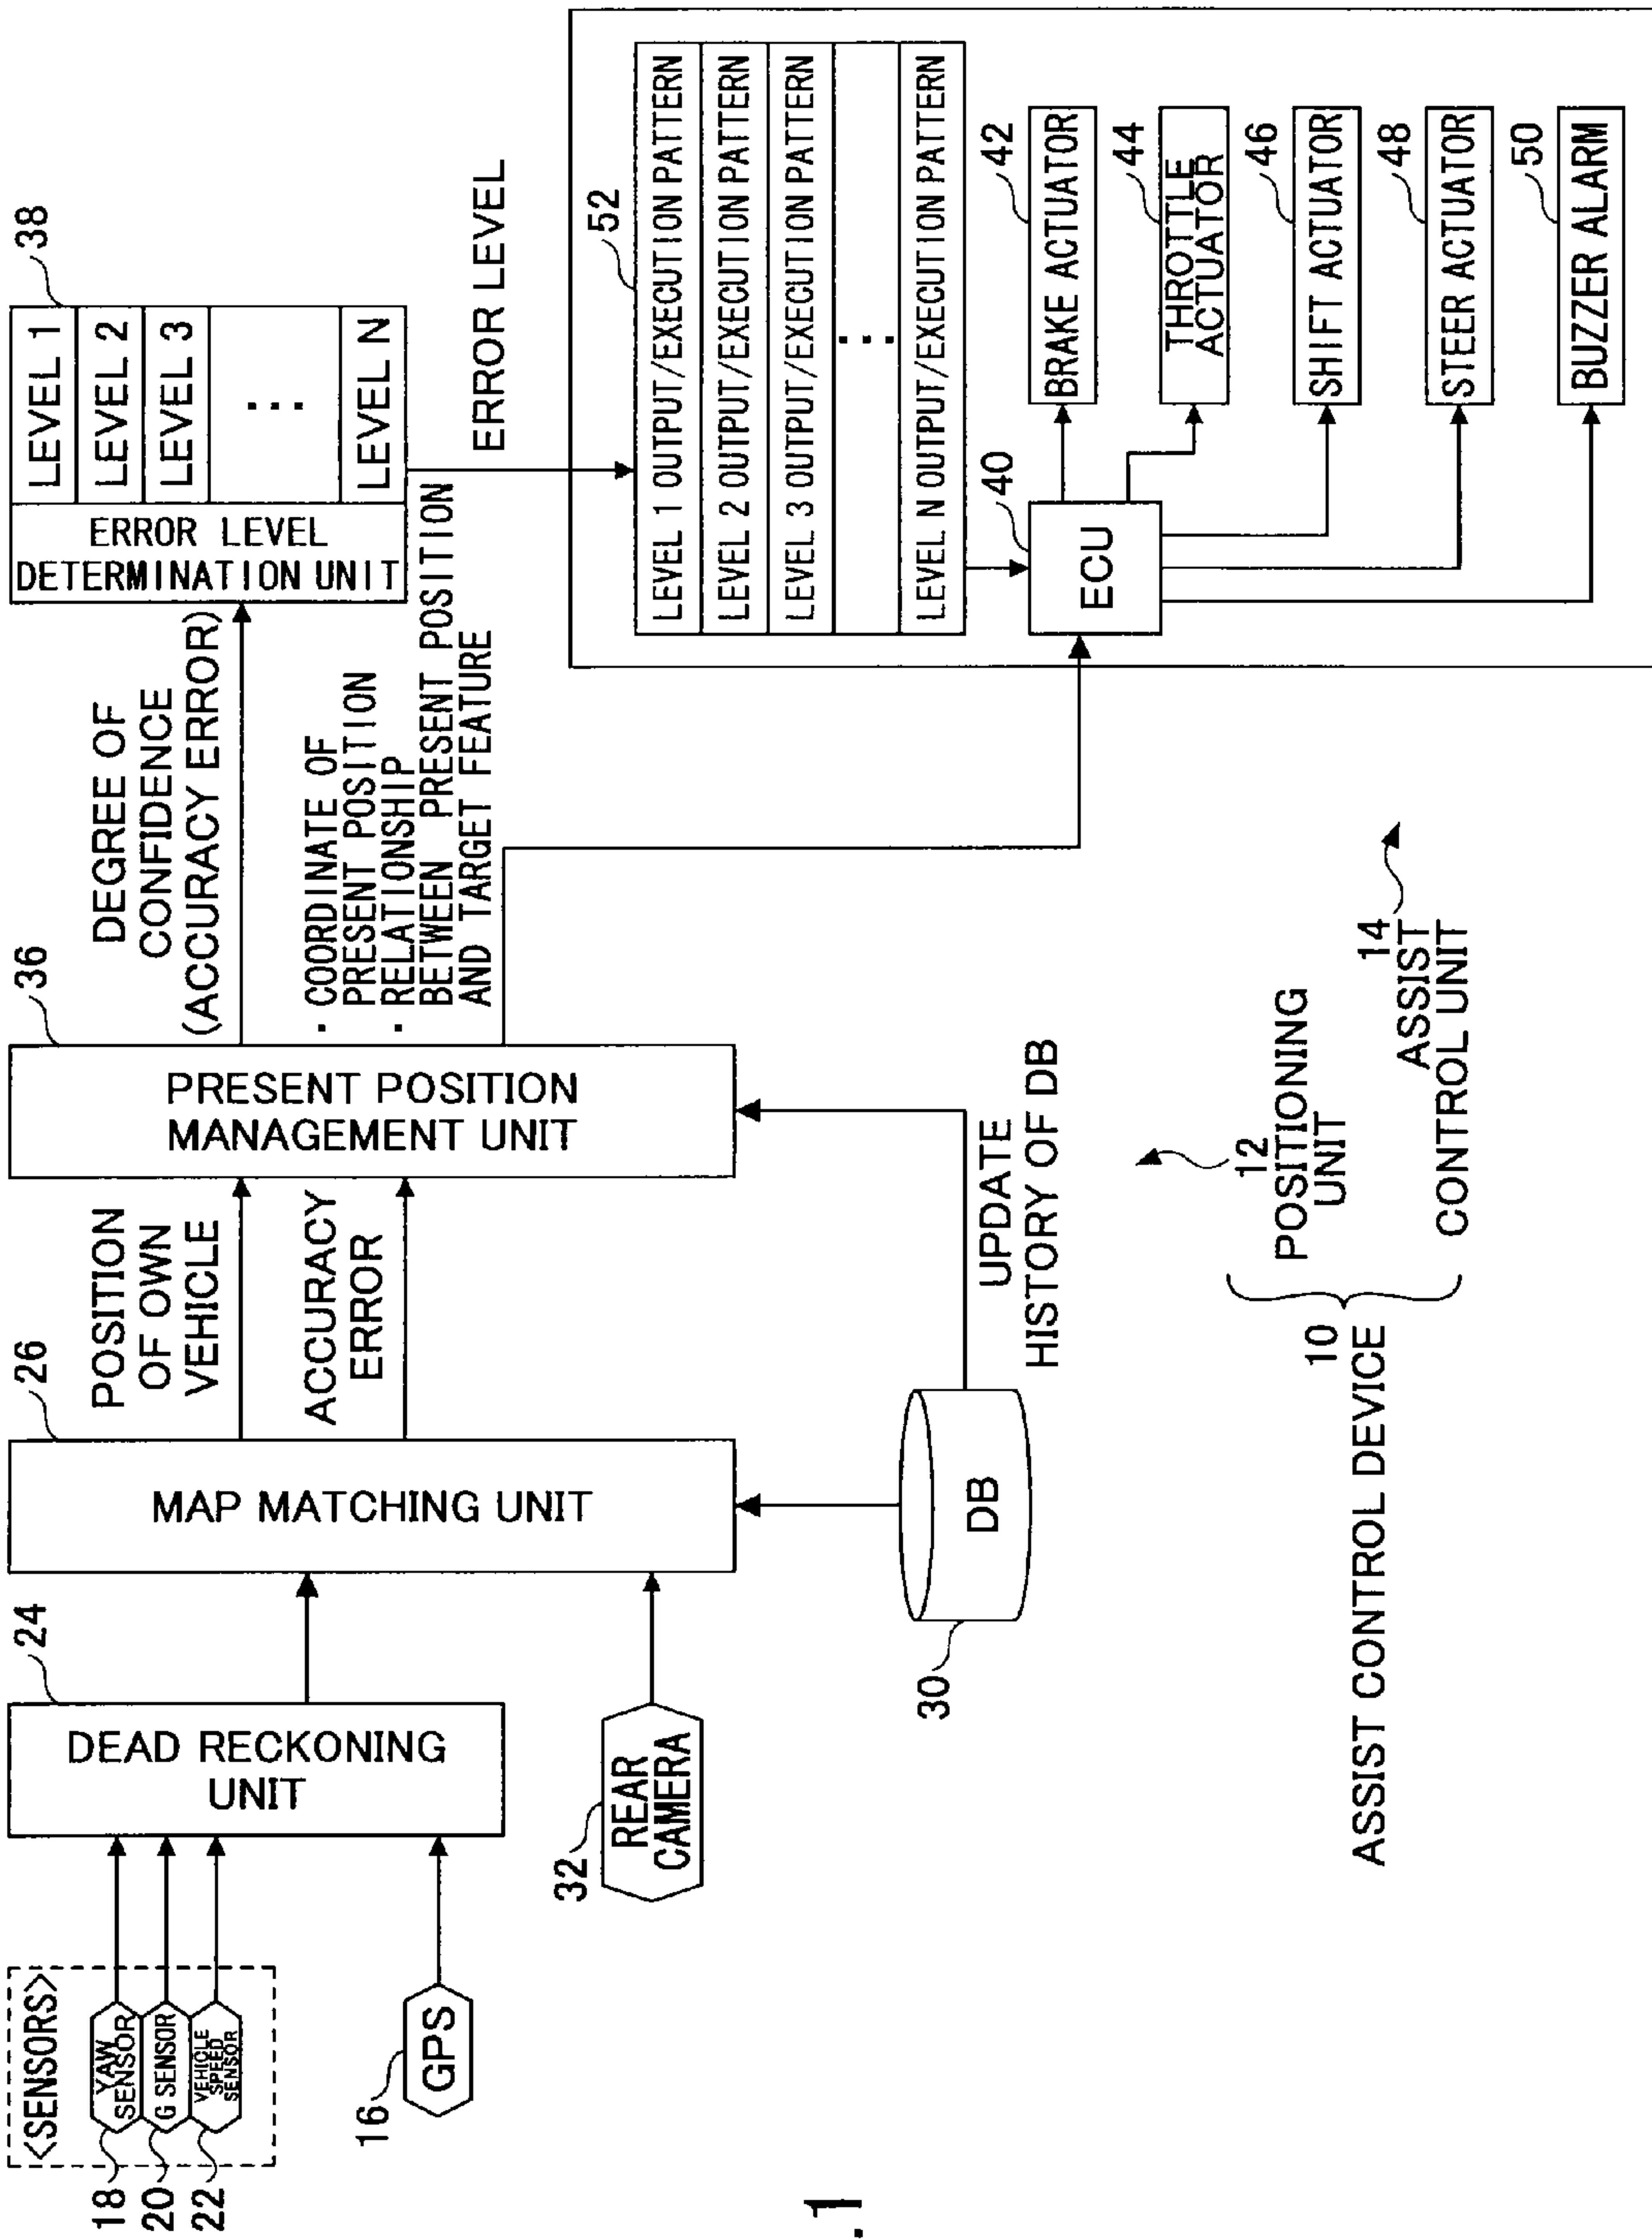 <SENSORS>
YAW
SENSOR
G SENSOR
VEHICLE
SPEED
SENSOR
18
20
22
16
GPS
24
DEAD RECKONING
UNIT
32
REAR
CAMERA
26
MAP MATCHING UNIT
30
DB
POSITION
OF OWN
VEHICLE
ACCURACY
ERROR
UPDATE
HISTORY OF DB
36
PRESENT POSITION
MANAGEMENT UNIT
DEGREE OF
CONFIDENCE
(ACCURACY ERROR)
· COORDINATE OF
PRESENT POSITION
· RELATIONSHIP
BETWEEN PRESENT POSITION
AND TARGET FEATURE
38
ERROR LEVEL
DETERMINATION UNIT
LEVEL 1
LEVEL 2
LEVEL 3
...
LEVEL N
ERROR LEVEL
52
LEVEL 1 OUTPUT/EXECUTION PATTERN
LEVEL 2 OUTPUT/EXECUTION PATTERN
LEVEL 3 OUTPUT/EXECUTION PATTERN
...
LEVEL N OUTPUT/EXECUTION PATTERN
40
ECU
42
BRAKE ACTUATOR
44
THROTTLE
ACTUATOR
46
SHIFT ACTUATOR
48
STEER ACTUATOR
50
BUZZER ALARM
10
ASSIST CONTROL DEVICE
12
POSITIONING
UNIT
14
ASSIST
CONTROL UNIT
.1